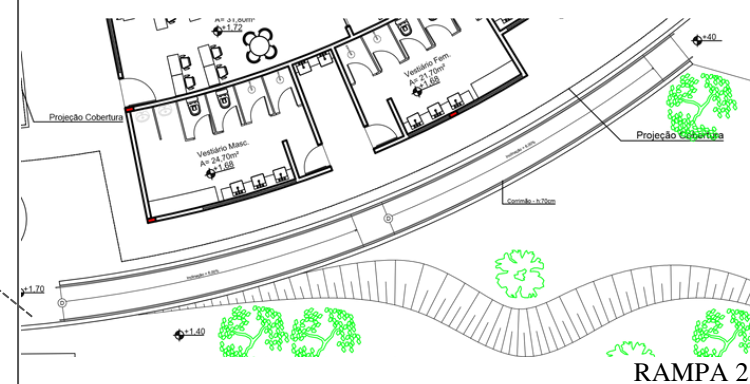 A= 31,80m²
+1.72
+40
Vestiário Fem.
A= 21,70m²
+1.68
Projeção Cobertura
Projeção Cobertura
Vestiário Masc.
A= 24,70m²
+1.68
Corrimão - h:70cm
+1.70
+1.40
RAMPA 2